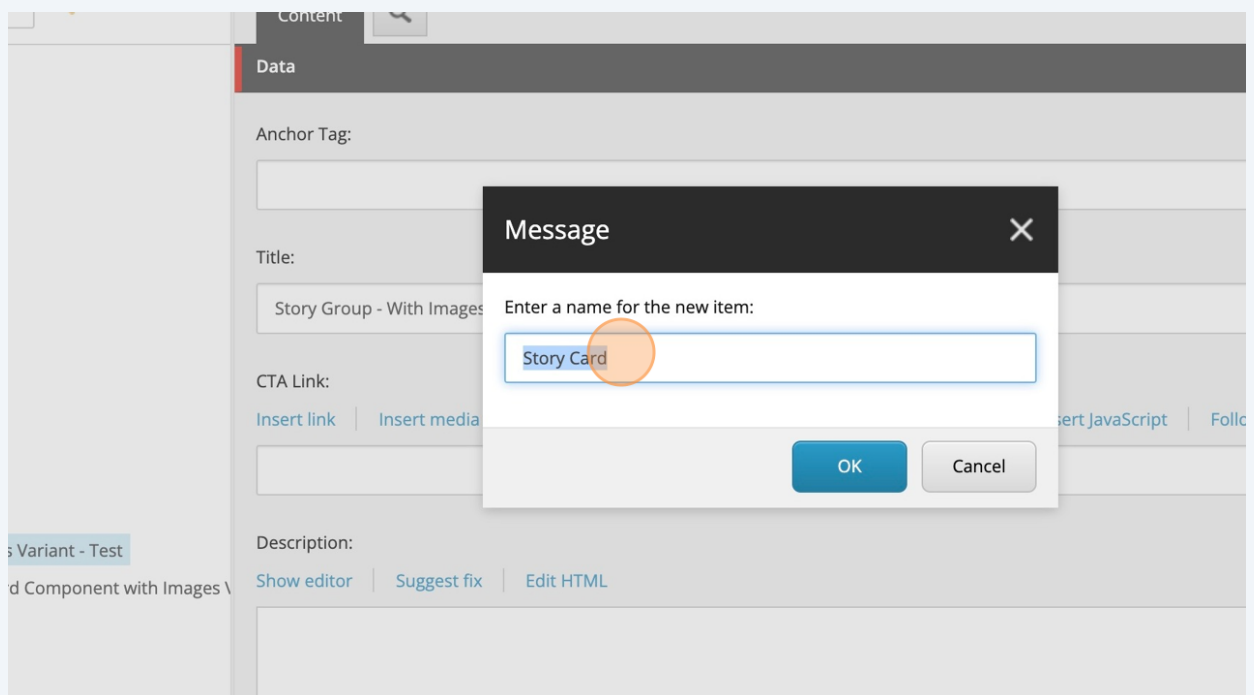 Content
Data
Anchor Tag:
Title:
Story Group - With Images
CTA Link:
Insert link Insert media sert JavaScript Follo
Description:
Show editor Suggest fix Edit HTML
Message
Enter a name for the new item:
Story Card
OK Cancel
s Variant - Test
rd Component with Images V